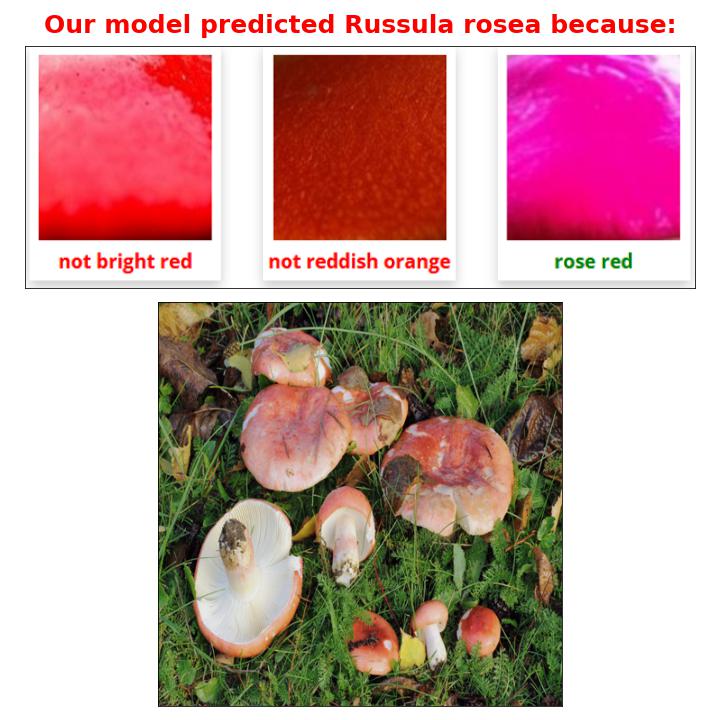 Our model predicted Russula rosea because:
not bright red
not reddish orange
rose red